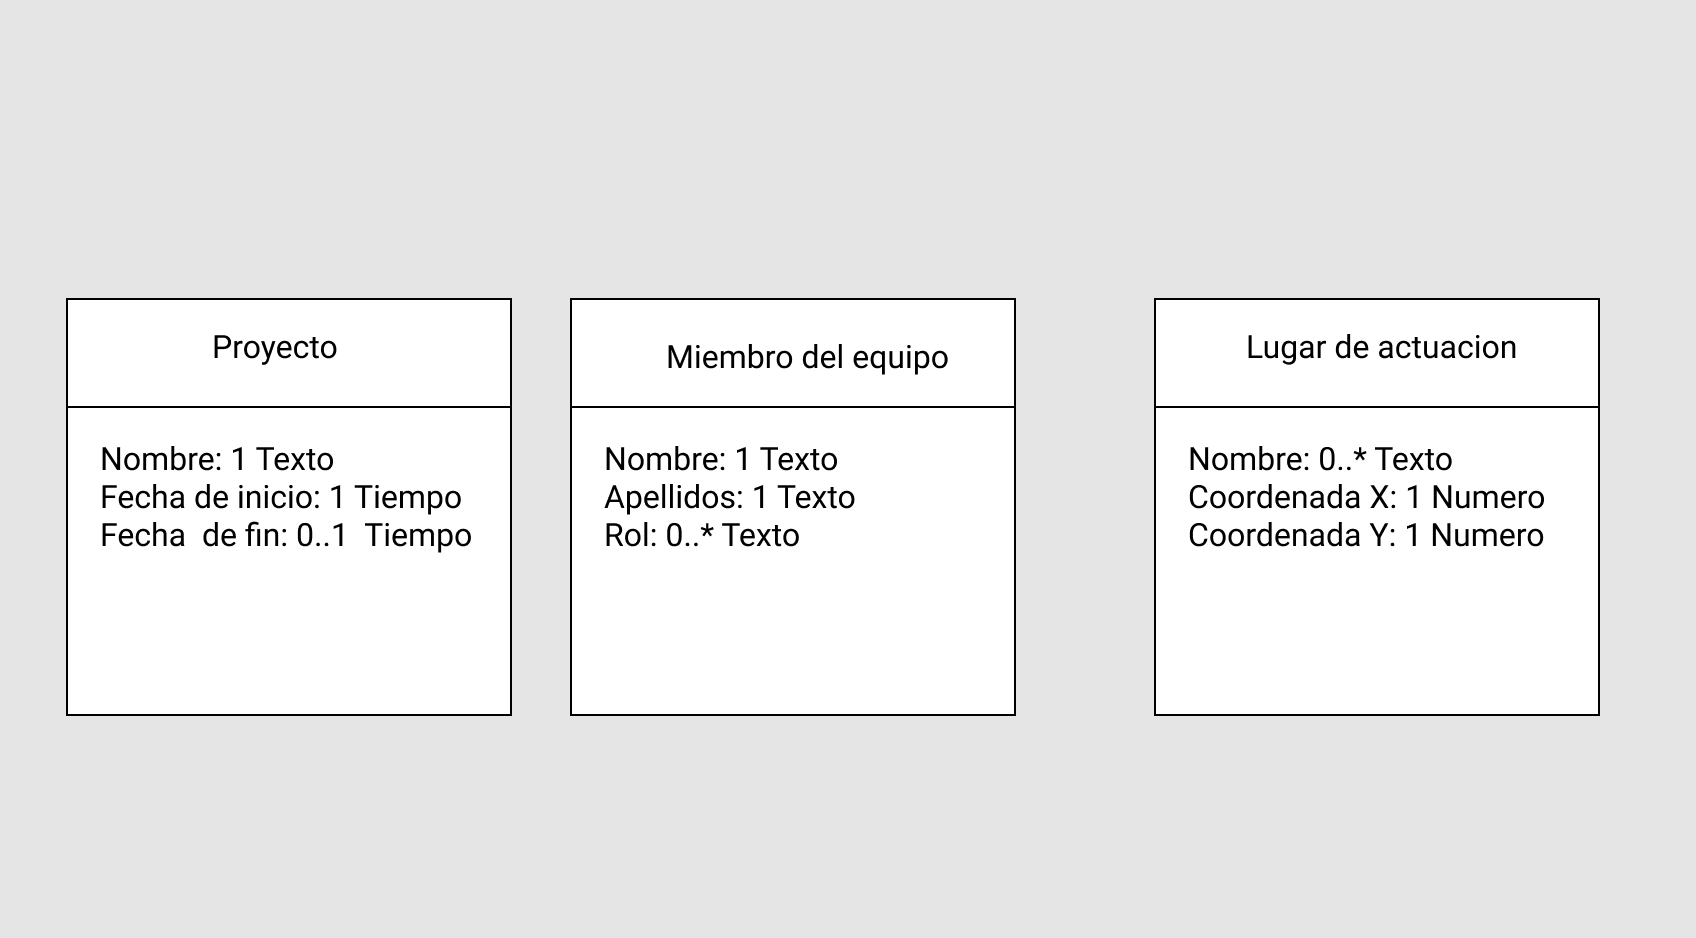 Proyecto
Nombre: 1 Texto
Fecha de inicio: 1 Tiempo
Fecha  de fin: 0..1  Tiempo
Miembro del equipo
Nombre: 1 Texto
Apellidos: 1 Texto
Rol: 0..* Texto
Lugar de actuacion
Nombre: 0..* Texto
Coordenada X: 1 Numero
Coordenada Y: 1 Numero